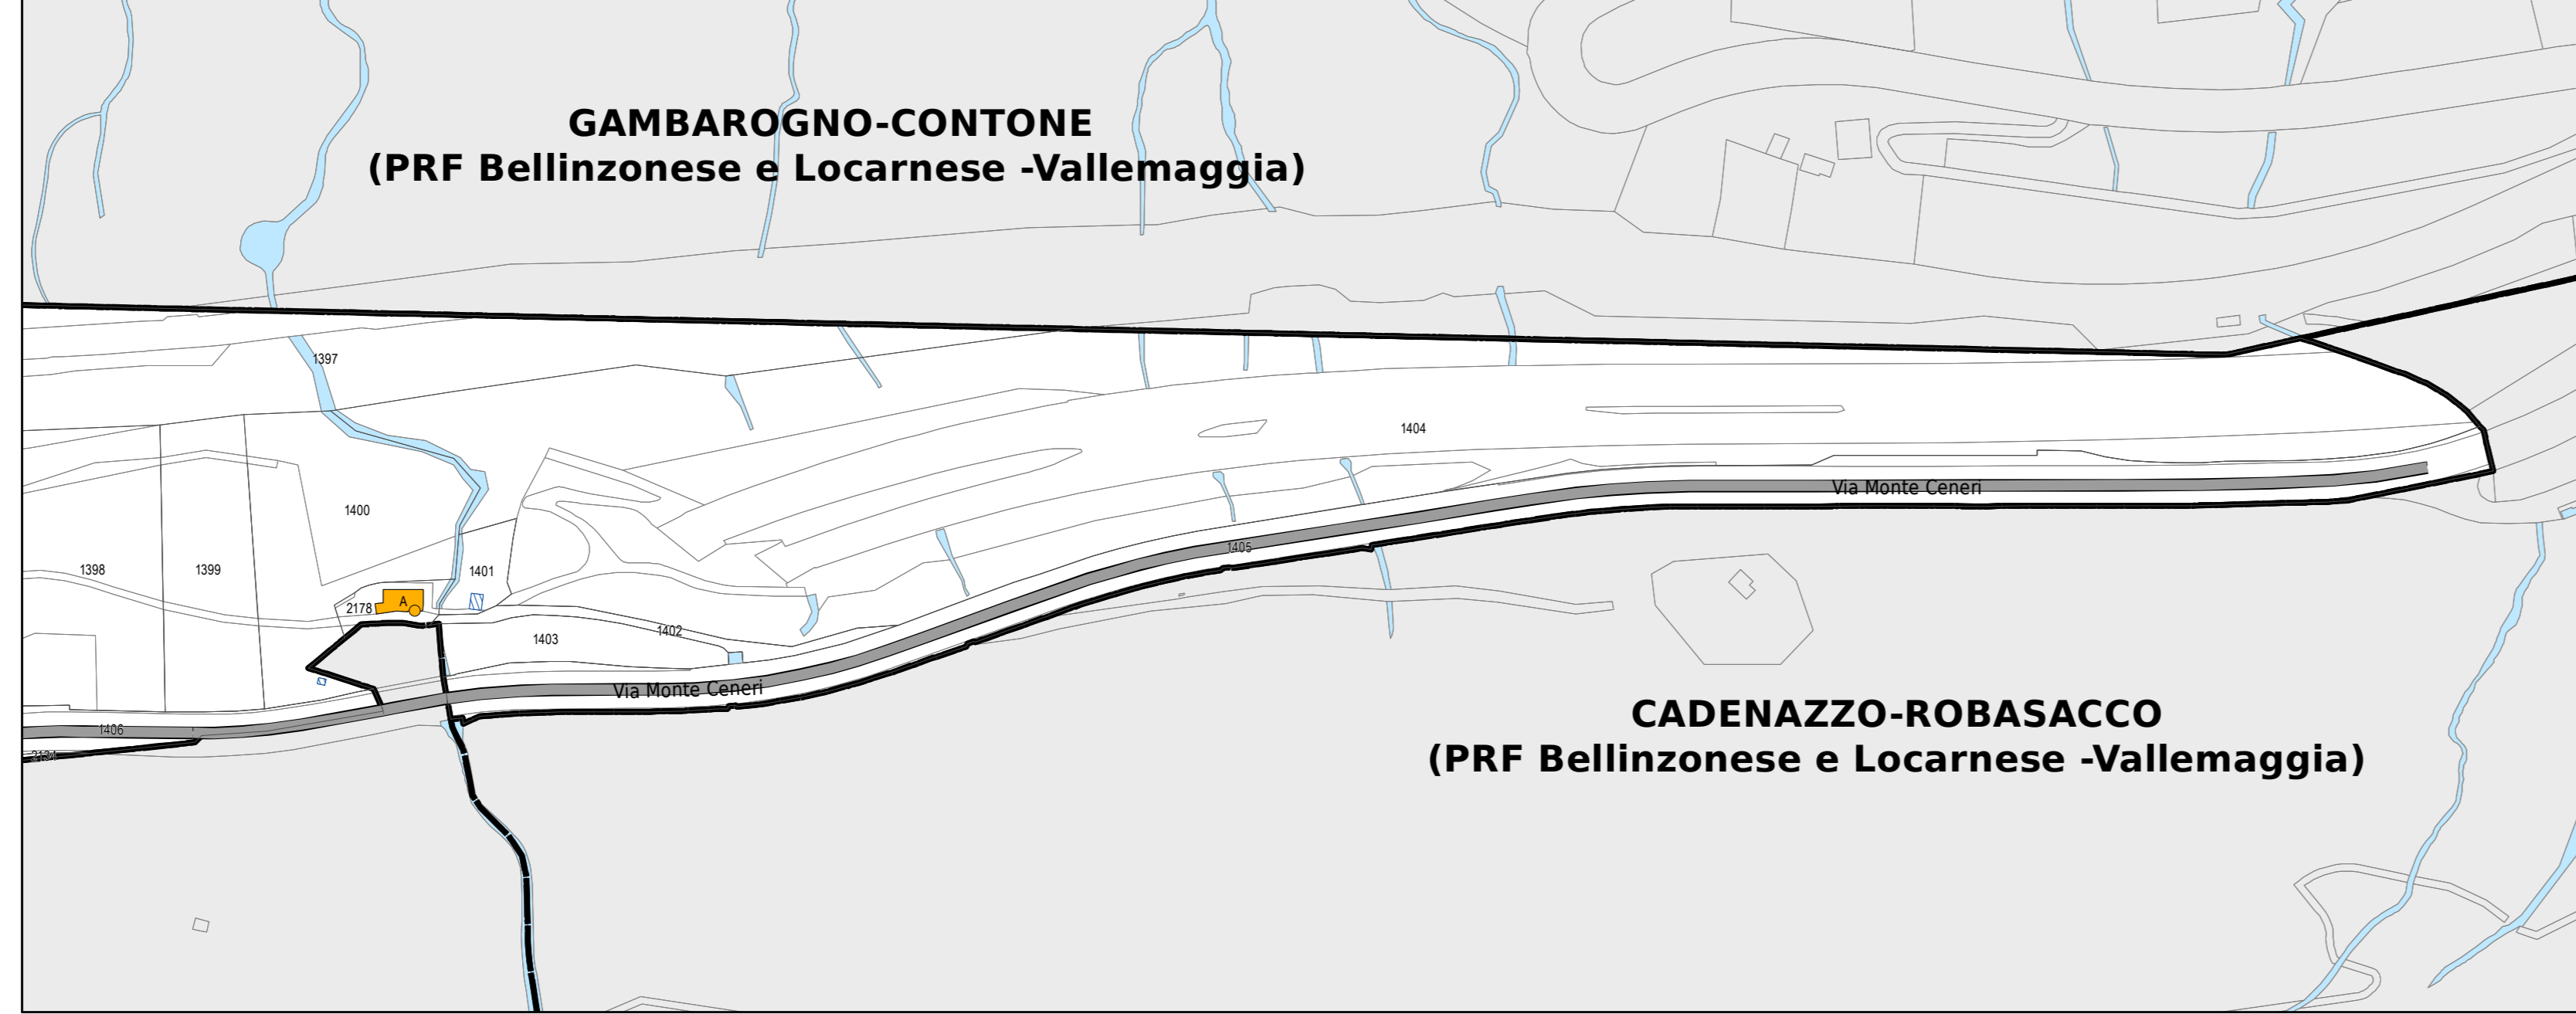 GAMBAROGNO-CONTONE
(PRF Bellinzonese e Locarnese -Vallemaggia)
1397
1404
Via Monte Ceneri
1400
1405
1398
1399
1401
2178
A
1403
1402
Via Monte Ceneri
1406
2134
CADENAZZO-ROBASACCO
(PRF Bellinzonese e Locarnese -Vallemaggia)